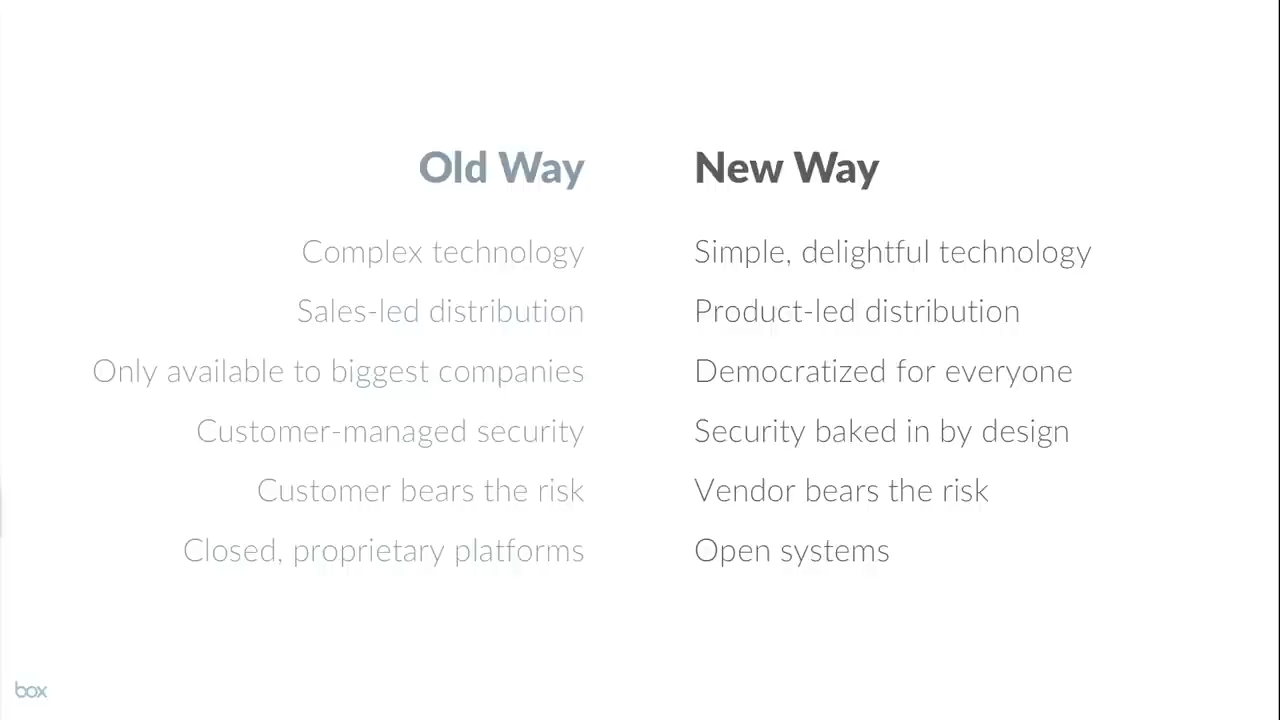 Old Way
New Way
Complex technology
Simple, delightful technology
Sales-led distribution
Product-led distribution
Only available to biggest companies
Democratized for everyone
Customer-managed security
Security baked in by design
Customer bears the risk
Vendor bears the risk
Closed, proprietary platforms
Open systems
box